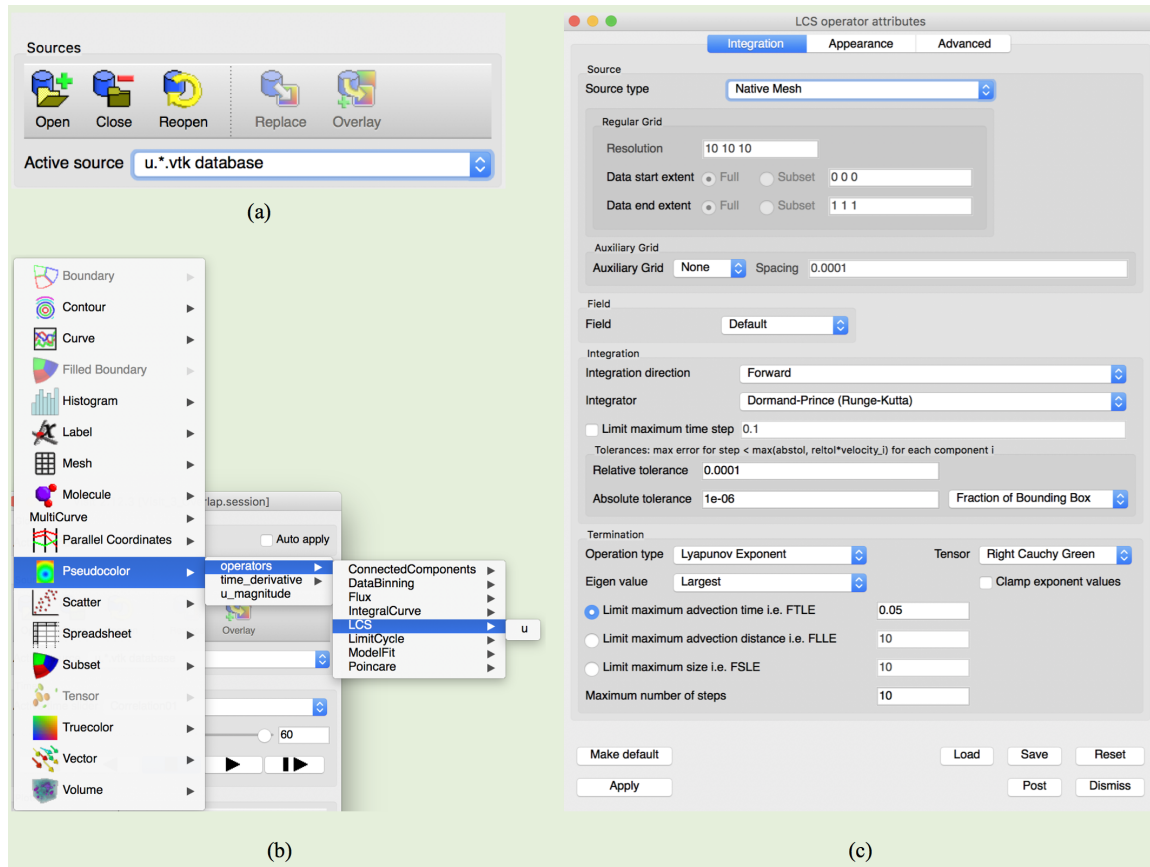 Sources
Open Close Reopen Replace Overlay
Active source u.*.vtk database
(a)
Boundary
Contour
Curve
Filled Boundary
Histogram
Label
Mesh
Molecule
MultiCurve
Parallel Coordinates
Pseudocolor
Scatter
Spreadsheet
Subset
Tensor
Truecolor
Vector
Volume
rlap.session]
Auto apply
operators
time_derivative
u_magnitude
Overlay
60
ConnectedComponents
DataBinning
Flux
IntegralCurve
LCS
LimitCycle
ModelFit
Poincare
u
(b)
LCS operator attributes
Integration Appearance Advanced
Source
Source type Native Mesh
Regular Grid
Resolution 10 10 10
Data start extent Full Subset 0 0 0
Data end extent Full Subset 1 1 1
Auxiliary Grid
Auxiliary Grid None Spacing 0.0001
Field
Field Default
Integration
Integration direction Forward
Integrator Dormand-Prince (Runge-Kutta)
Limit maximum time step 0.1
Tolerances: max error for step < max(abstol, reltol*velocity_i) for each component i
Relative tolerance 0.0001
Absolute tolerance 1e-06 Fraction of Bounding Box
Termination
Operation type Lyapunov Exponent Tensor Right Cauchy Green
Eigen value Largest Clamp exponent values
Limit maximum advection time i.e. FTLE 0.05
Limit maximum advection distance i.e. FLLE 10
Limit maximum size i.e. FSLE 10
Maximum number of steps 10
Make default Load Save Reset
Apply Post Dismiss
(c)